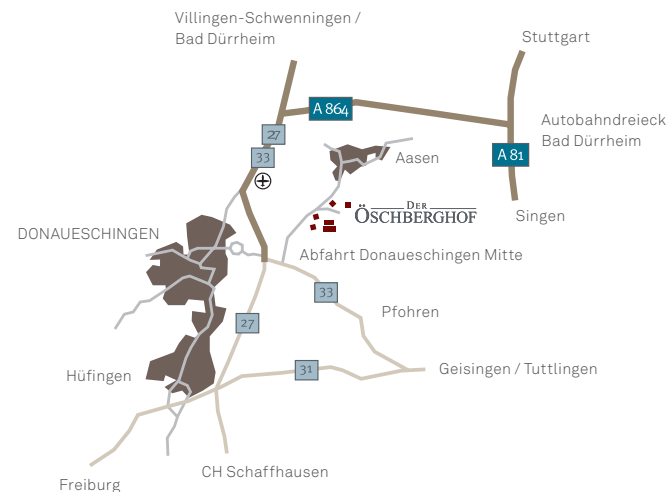 Villingen-Schwenningen /
Bad Dürrheim
Stuttgart
A 864
27
Autobahndreieck
Bad Dürrheim
33
A 81
Aasen
DER
ÖSCHBERGHOF
Singen
DONAUESCHINGEN
Abfahrt Donaueschingen Mitte
33
Pfohren
27
31
Geisingen / Tuttlingen
Hüfingen
CH Schaffhausen
Freiburg